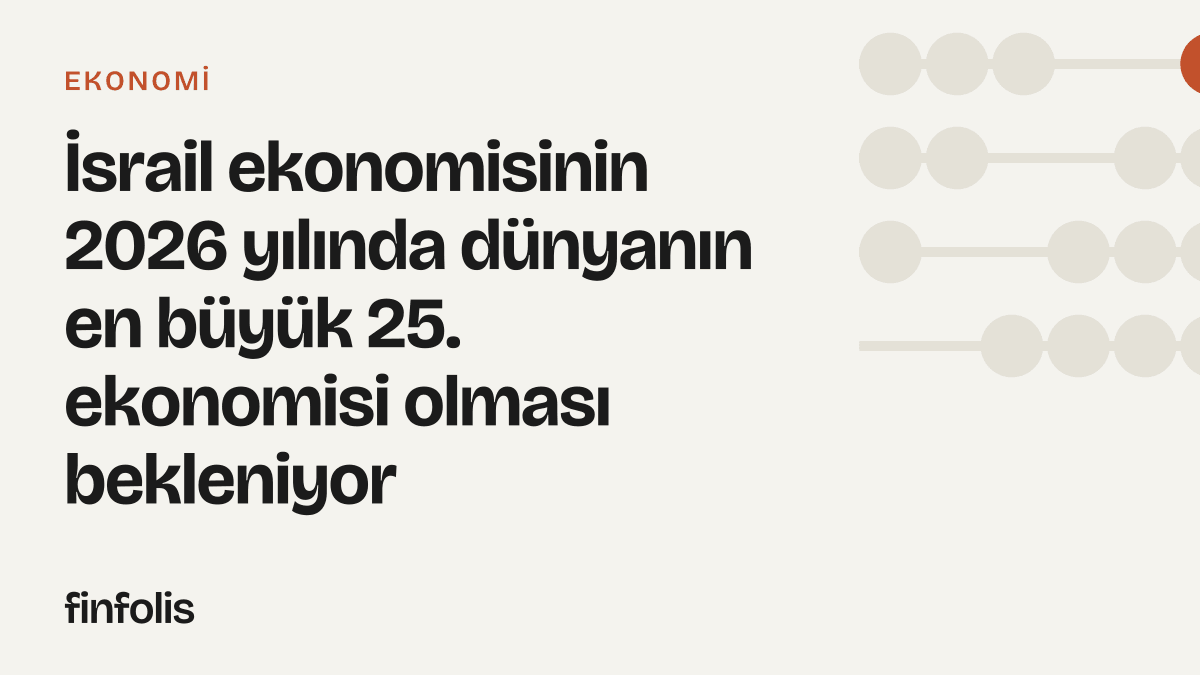 EKONOMİ
İsrail ekonomisinin
2026 yılında dünyanın
en büyük 25.
ekonomisi olması
bekleniyor
finfolis